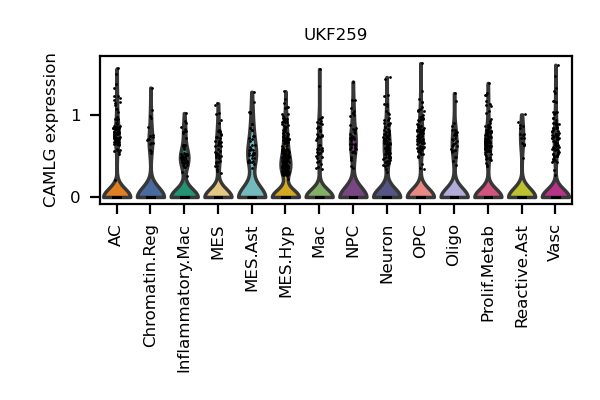 UKF259
CAMLG expression
1
0
AC
Chromatin.Reg
Inflammatory.Mac
MES
MES.Ast
MES.Hyp
Mac
NPC
Neuron
OPC
Oligo
Prolif.Metab
Reactive.Ast
Vasc